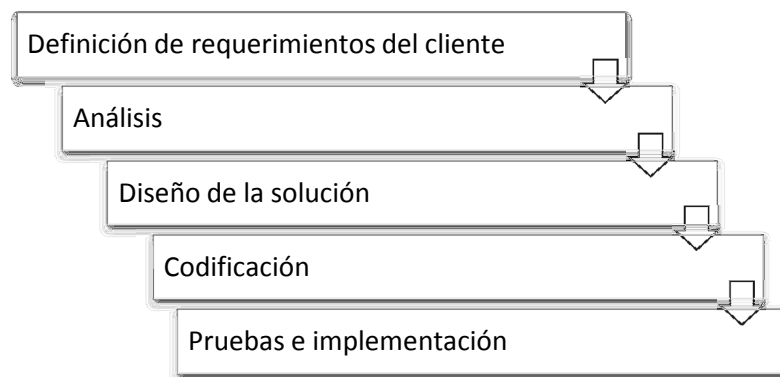 Definición de requerimientos del cliente
Análisis
Diseño de la solución
Codificación
Pruebas e implementación